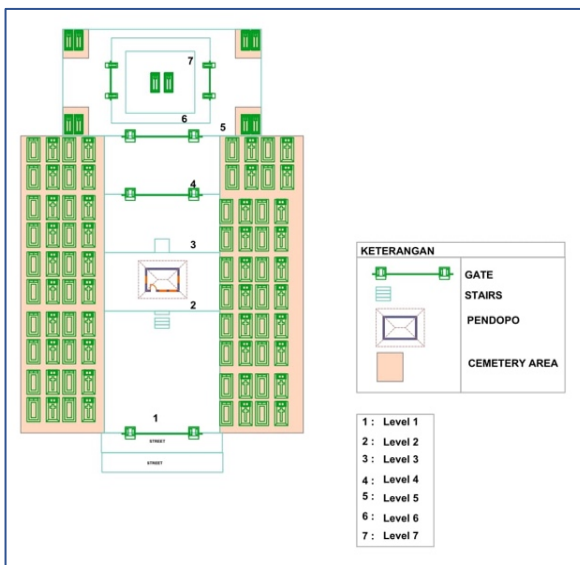 7
6
5
4
3
2
1
STREET
STREET
KETERANGAN
GATE
STAIRS
PENDOPO
CEMETERY AREA
1 : Level 1
2 : Level 2
3 : Level 3
4 : Level 4
5 : Level 5
6 : Level 6
7 : Level 7